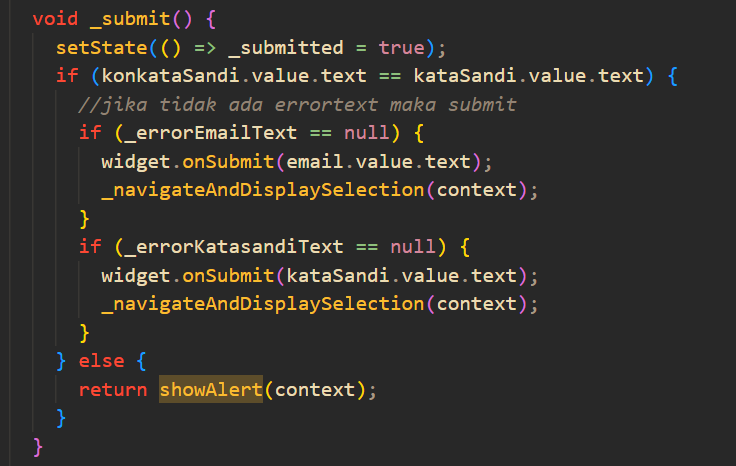 void _submit() {
setState(() => _submitted = true);
if (konkataSandi.value.text == kataSandi.value.text) {
//jika tidak ada errortext maka submit
if (_errorEmailText == null) {
widget.onSubmit(email.value.text);
_navigateAndDisplaySelection(context);
}
if (_errorKatasandiText == null) {
widget.onSubmit(kataSandi.value.text);
_navigateAndDisplaySelection(context);
}
} else {
return showAlert(context);
}
}